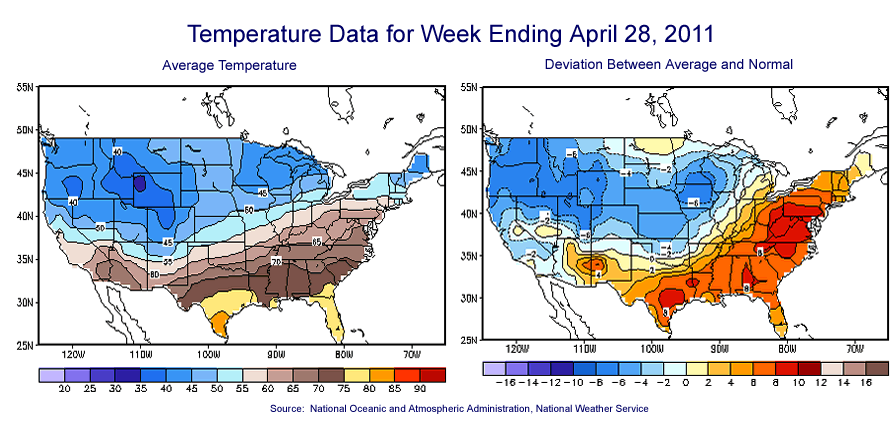 Temperature Data for Week Ending April 28, 2011
Average Temperature
Deviation Between Average and Normal
55N
50N
45N
40N
35N
30N
25N
40
40
45
50
50
45
55
60
65
70
120W 110W 100W 90W 80W 70W
20 25 30 35 40 45 50 55 60 65 70 75 80 85 90
55N
50N
45N
40N
35N
30N
25N
-6
-4
-2
-6
-2
-2
-6
-4
-2
-2
0
2
4
8
120W 110W 100W 90W 80W 70W
-16 -14 -12 -10 -8 -6 -4 -2 0 2 4 6 8 10 12 14 16
Source: National Oceanic and Atmospheric Administration, National Weather Service